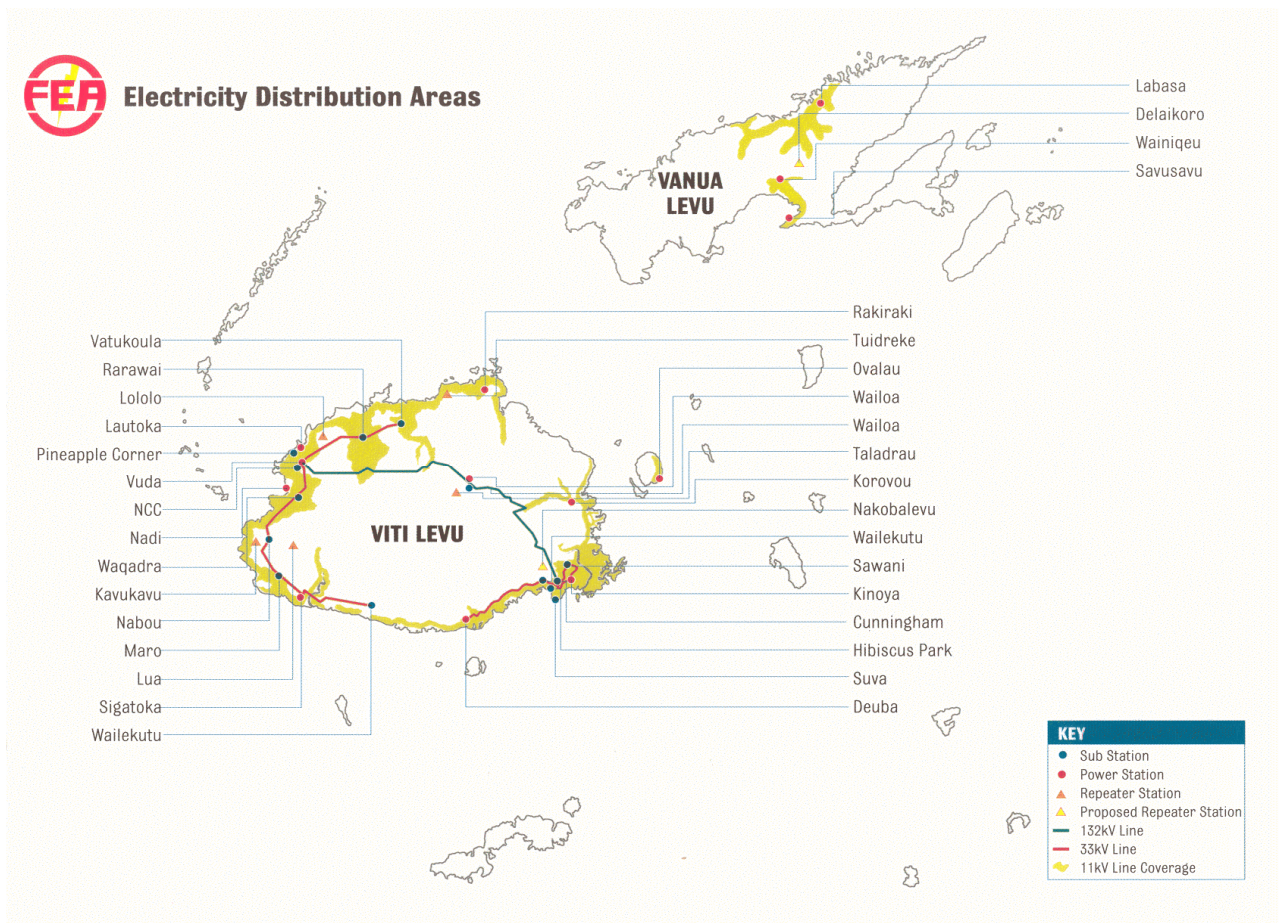 FEA
Electricity Distribution Areas
Labasa
Delaikoro
Wainiqeu
Savusavu
VANUA
LEVU
Rakiraki
Tuidreke
Ovalau
Wailoa
Wailoa
Taladrau
Korovou
Nakobalevu
Wailekutu
Sawani
Kinoya
Cunningham
Hibiscus Park
Suva
Deuba
Vatukoula
Rarawai
Lololo
Lautoka
Pineapple Corner
Vuda
NCC
Nadi
Waqadra
Kavukavu
Nabou
Maro
Lua
Sigatoka
Wailekutu
VITI LEVU
KEY
Sub Station
Power Station
Repeater Station
Proposed Repeater Station
132kV Line
33kV Line
11kV Line Coverage